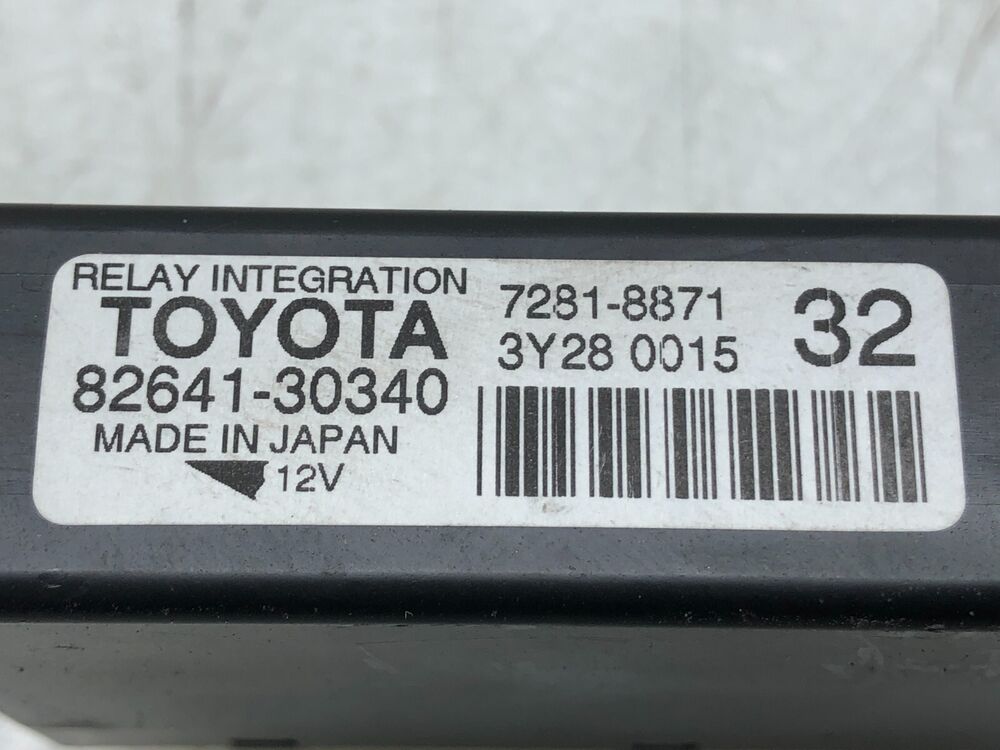 RELAY INTEGRATION
TOYOTA
82641-30340
MADE IN JAPAN
12V
7281-8871
3Y28 0015
32